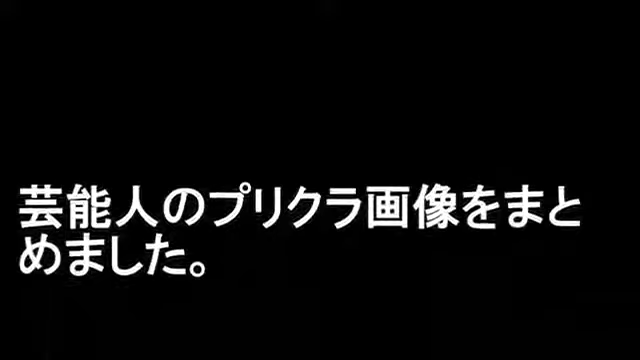 芸能人のプリクラ画像をまと
めました。